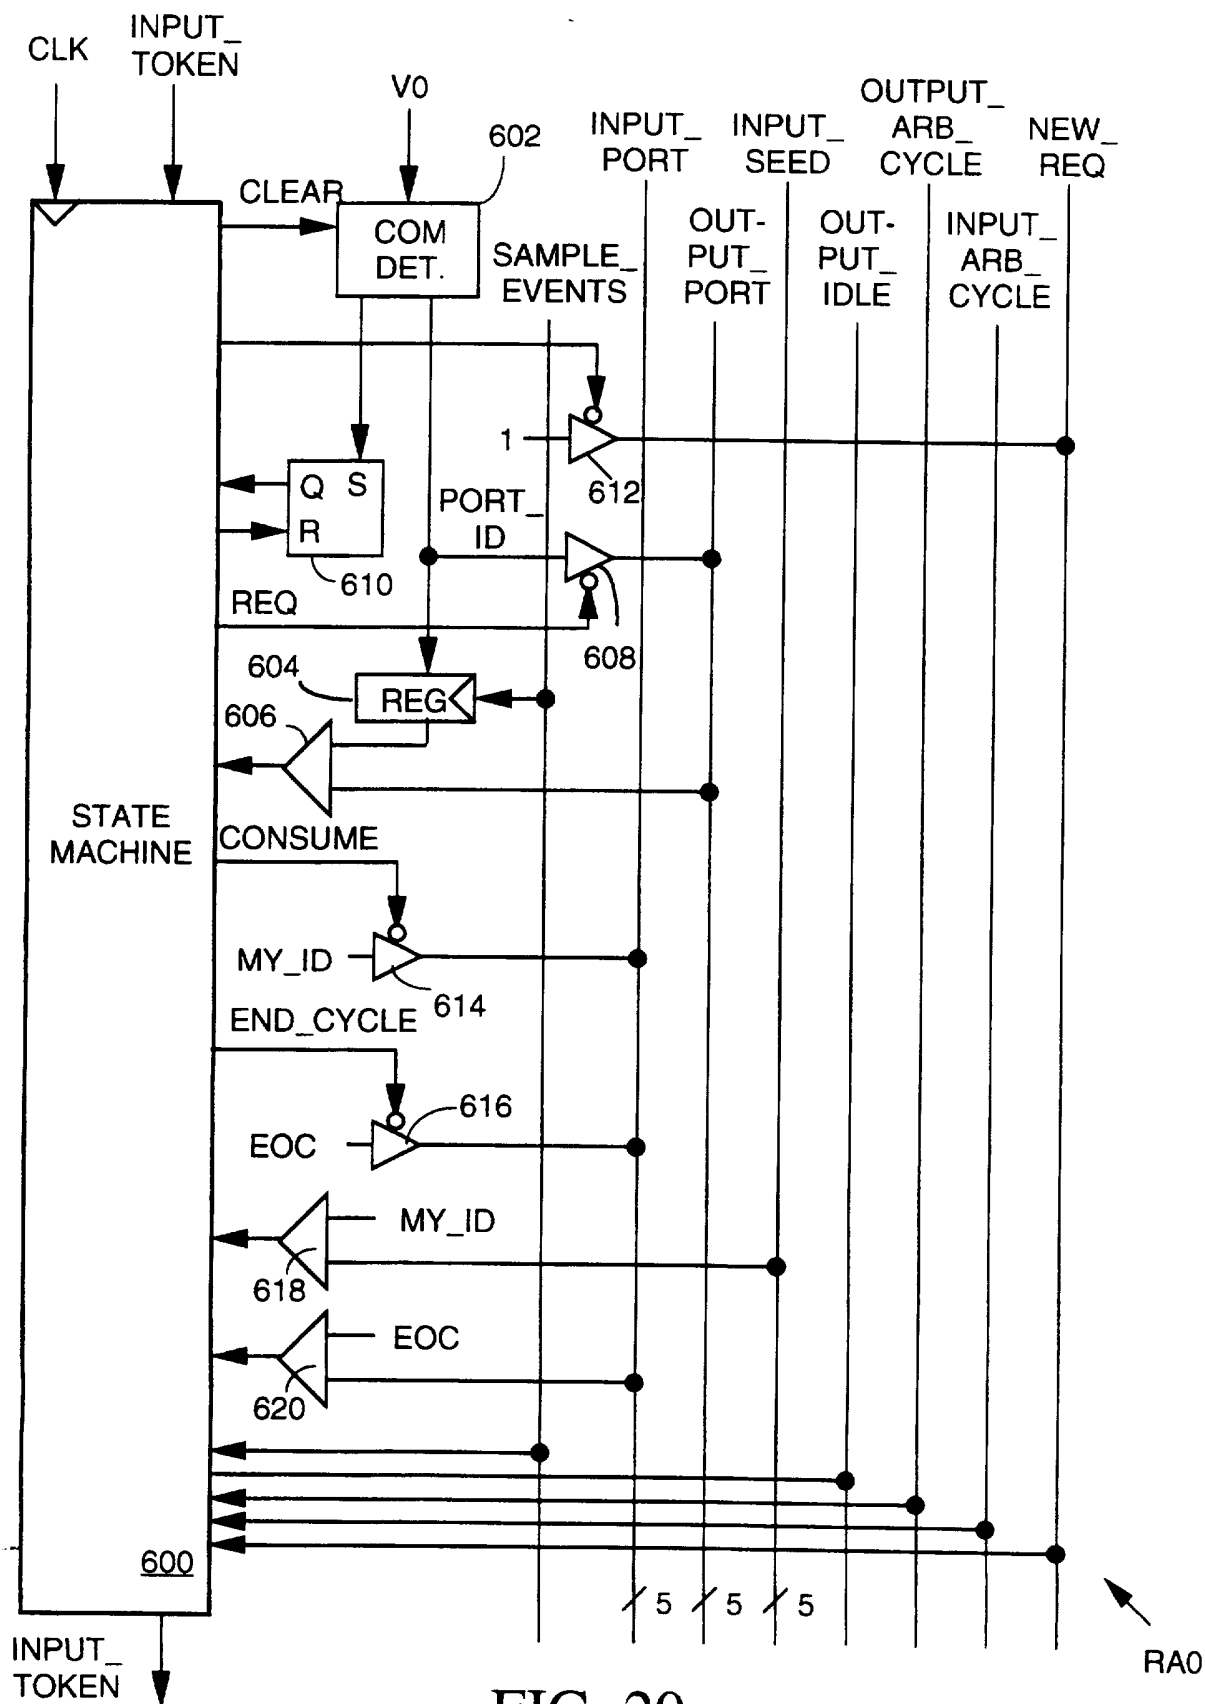 CLK
INPUT_
TOKEN
V0
602
CLEAR
COM
DET.
INPUT_
PORT
INPUT_
SEED
OUTPUT_
ARB_
CYCLE
NEW_
REQ
SAMPLE_
EVENTS
OUT-
PUT_
PORT
OUT-
PUT_
IDLE
INPUT_
ARB_
CYCLE
1
612
Q S
R
610
PORT_
ID
608
REQ
604
REG
606
STATE
MACHINE
CONSUME
MY_ID
614
END_CYCLE
616
EOC
MY_ID
618
EOC
620
600
5
5
5
INPUT_
TOKEN
RA0
FIG. 20